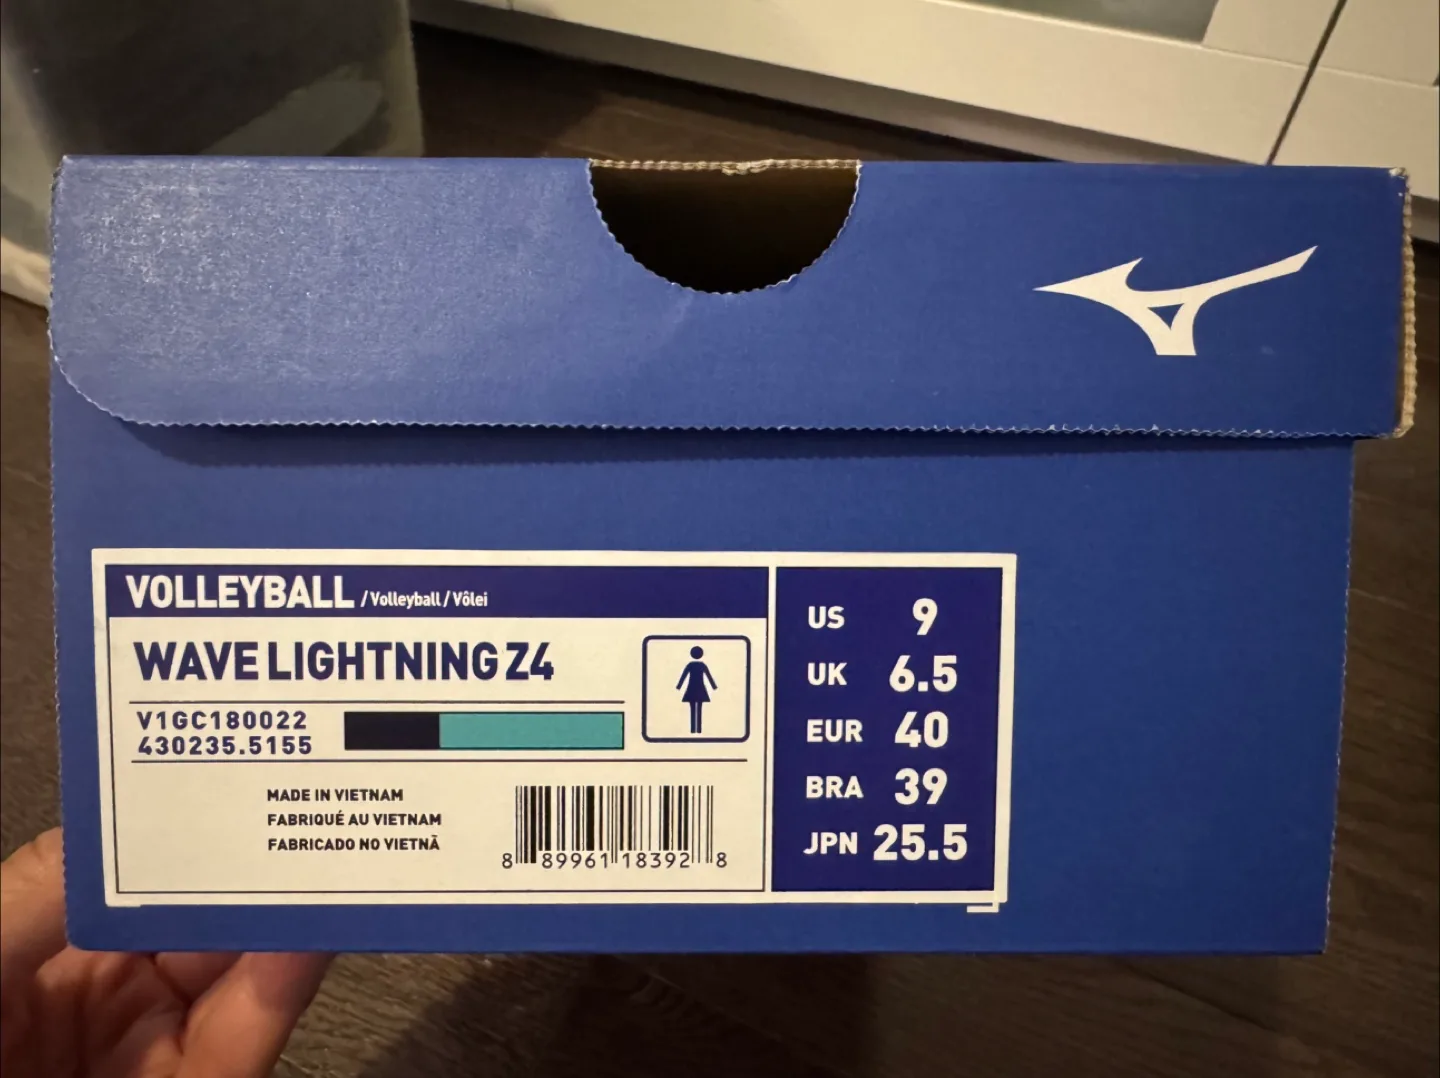 VOLLEYBALL / Volleyball / Vôlei
WAVE LIGHTNING Z4
V1GC180022
430235.5155
MADE IN VIETNAM
FABRIQUÉ AU VIETNAM
FABRICADO NO VIETNÃ
8 89961 18392 8
US 9
UK 6.5
EUR 40
BRA 39
JPN 25.5